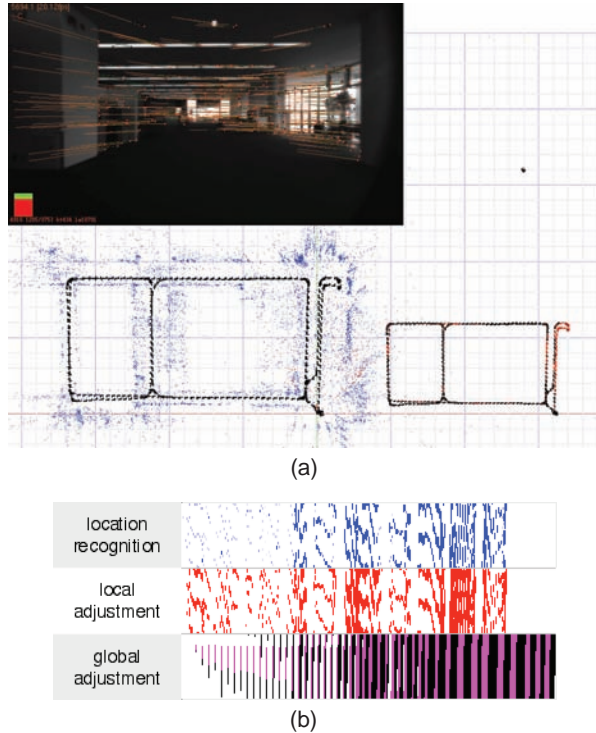 (a)
location
recognition
local
adjustment
global
adjustment
(b)